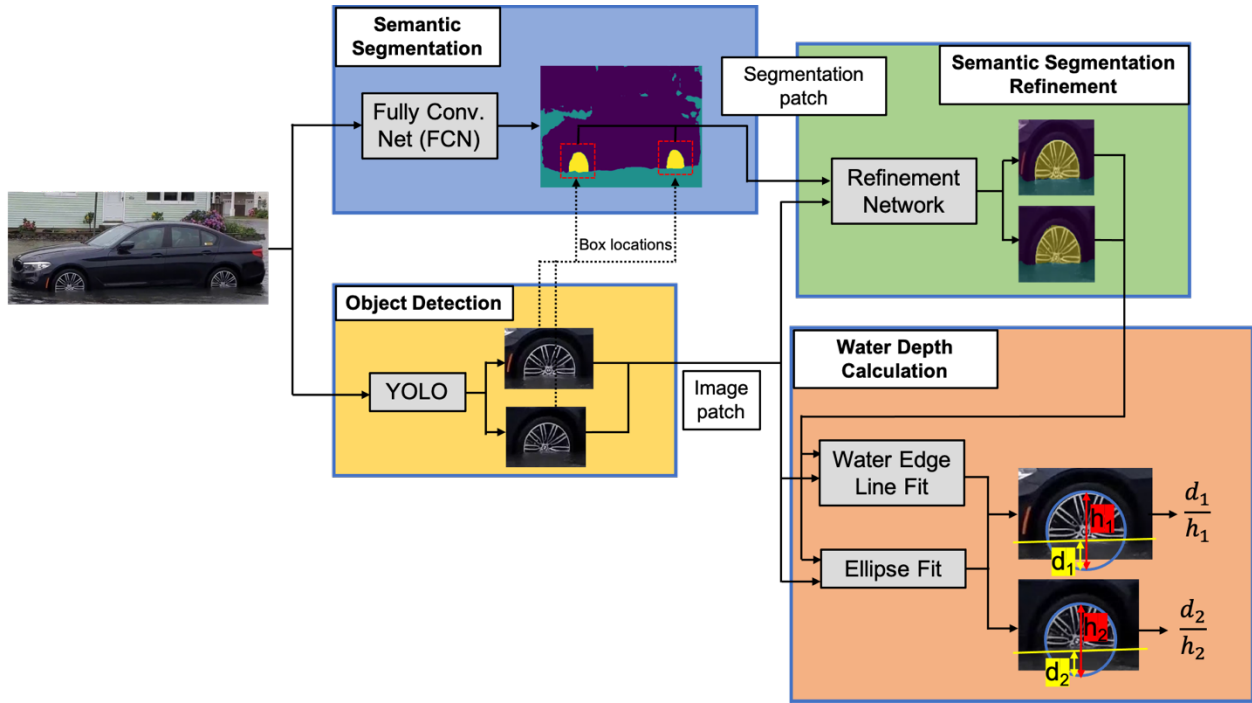 Semantic
Segmentation
Fully Conv.
Net (FCN)
Segmentation
patch
Semantic Segmentation
Refinement
Refinement
Network
Box locations
Object Detection
YOLO
Image
patch
Water Depth
Calculation
Water Edge
Line Fit
Ellipse Fit
h₁
d₁
d₁
h₁
h₂
d₂
d₂
h₂